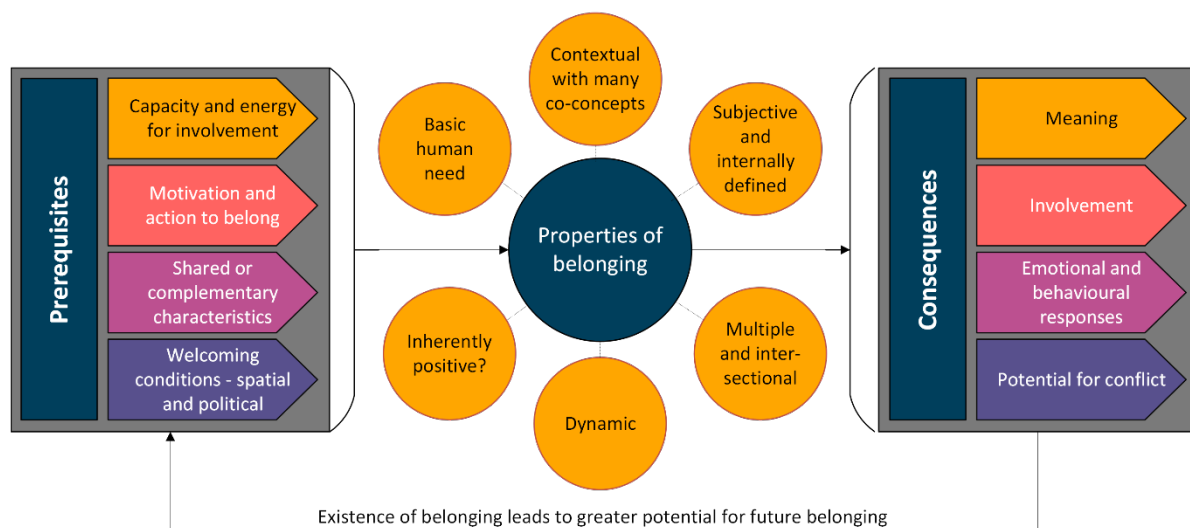 Prerequisites
Capacity and energy
for involvement
Motivation and
action to belong
Shared or
complementary
characteristics
Welcoming
conditions - spatial
and political
Contextual
with many
co-concepts
Basic
human
need
Subjective
and
internally
defined
Properties of
belonging
Inherently
positive?
Multiple
and inter-
sectional
Dynamic
Consequences
Meaning
Involvement
Emotional and
behavioural
responses
Potential for conflict
Existence of belonging leads to greater potential for future belonging